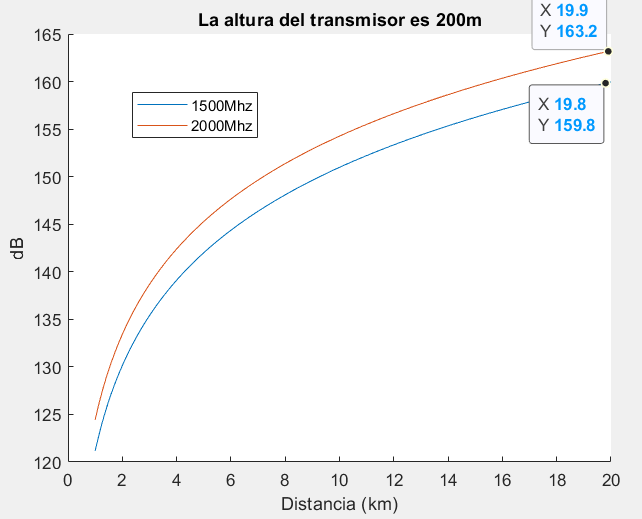 La altura del transmisor es 200m
X 19.9
Y 163.2
X 19.8
Y 159.8
1500Mhz
2000Mhz
dB
165
160
155
150
145
140
135
130
125
120
0 2 4 6 8 10 12 14 16 18 20
Distancia (km)